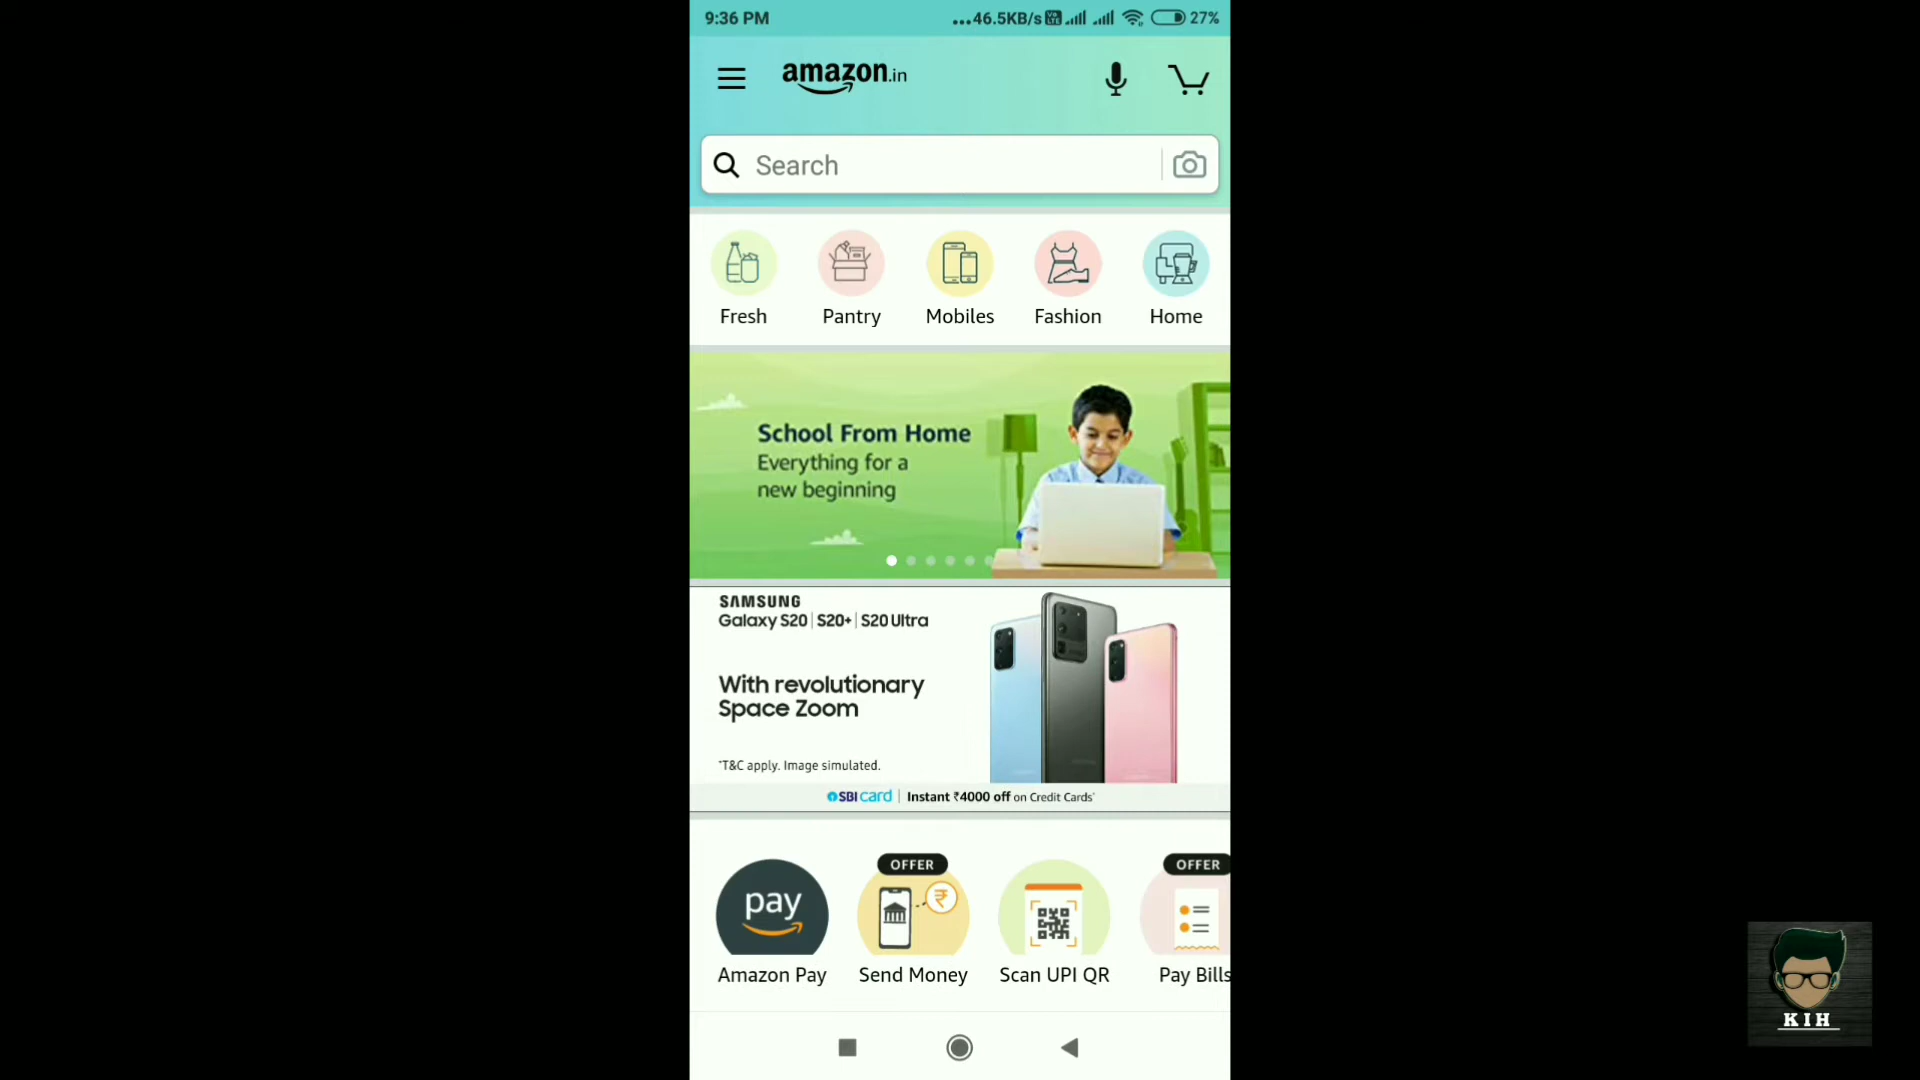 9:36 PM
...46.5KB/s
27%
amazon.in
Search
Fresh
Pantry
Mobiles
Fashion
Home
School From Home
Everything for a
new beginning
SAMSUNG
Galaxy S20 | S20+ | S20 Ultra
With revolutionary
Space Zoom
*T&C apply. Image simulated.
SBI card | Instant ₹4000 off on Credit Cards*
OFFER
OFFER
pay
Amazon Pay
Send Money
Scan UPI QR
Pay Bills
KIH